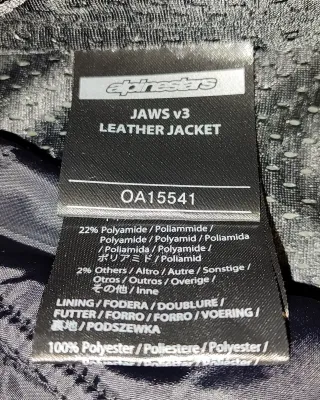 alpinestars
JAWS v3
LEATHER JACKET
OA15541
22% Polyamide / Poliammide /
Polyamide / Polyamid / Poliamida
/ Poliamida / Poliamida /
ポリアミド / Poliamid
2% Others / Altro / Autre / Sonstige /
Otros / Outros / Overige /
その他 / Inne
LINING / FODERA / DOUBLURE /
FUTTER / FORRO / FORRO / VOERING /
裏地 / PODSZEWKA
100% Polyester / Poliestere / Polyester /